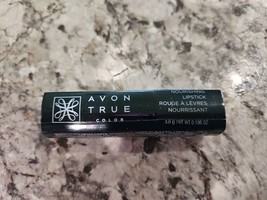 AVON
TRUE
COLOR
NOURISHING
LIPSTICK
ROUGE À LÈVRES
NOURRISSANT